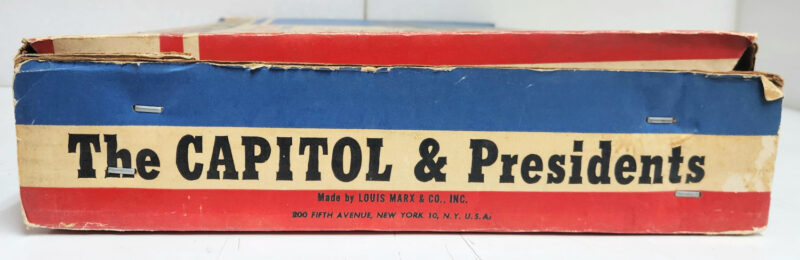 The CAPITOL & Presidents
Made by LOUIS MARX & CO., INC.
200 FIFTH AVENUE, NEW YORK 10, N.Y. U.S.A.